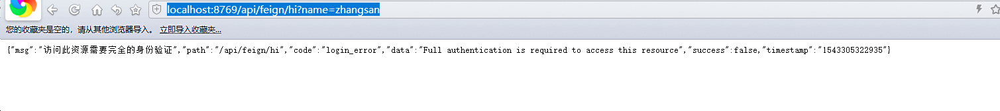 localhost:8769/api/feign/hi?name=zhangsan
您的收藏夹是空的，请从其他浏览器导入。 立即导入收藏夹...
{"msg":"访问此资源需要完全的身份验证","path":"/api/feign/hi","code":"login_error","data":"Full authentication is required to access this resource","success":false,"timestamp":"1543305322935"}